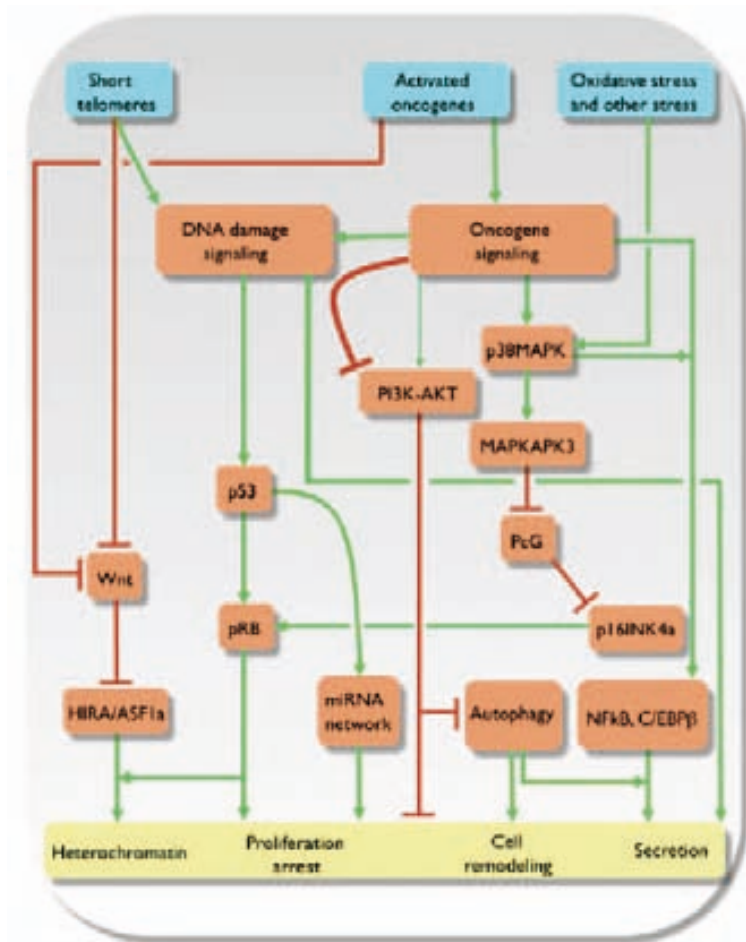 Short
telomeres
Activated
oncogenes
Oxidative stress
and other stress
DNA damage
signaling
Oncogene
signaling
p38MAPK
PI3K-AKT
MAPKAPK3
p53
PcG
Wnt
pRB
p16INK4a
HIRA/ASF1a
miRNA
network
Autophagy
NFkB, C/EBPβ
Heterochromatin
Proliferation
arrest
Cell
remodeling
Secretion